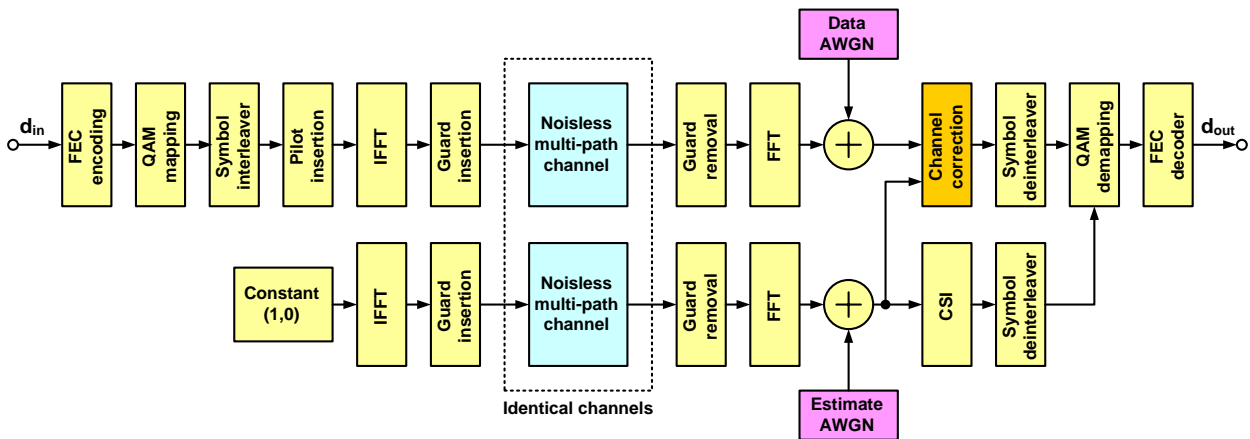 Data
AWGN
d_in
FEC
encoding
QAM
mapping
Symbol
interleaver
Pilot
insertion
IFFT
Guard
insertion
Noisless
multi-path
channel
Guard
removal
FFT
Channel
correction
Symbol
deinterleaver
QAM
demapping
FEC
decoder
d_out
Constant
(1,0)
IFFT
Guard
insertion
Noisless
multi-path
channel
Guard
removal
FFT
CSI
Symbol
deinterleaver
Identical channels
Estimate
AWGN